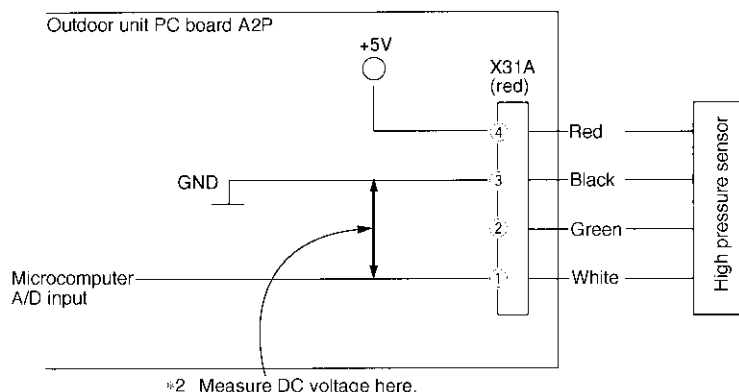 Outdoor unit PC board A2P
+5V
X31A
(red)
4
Red
GND
3
Black
2
Green
Microcomputer
A/D input
1
White
High pressure sensor
*2 Measure DC voltage here.